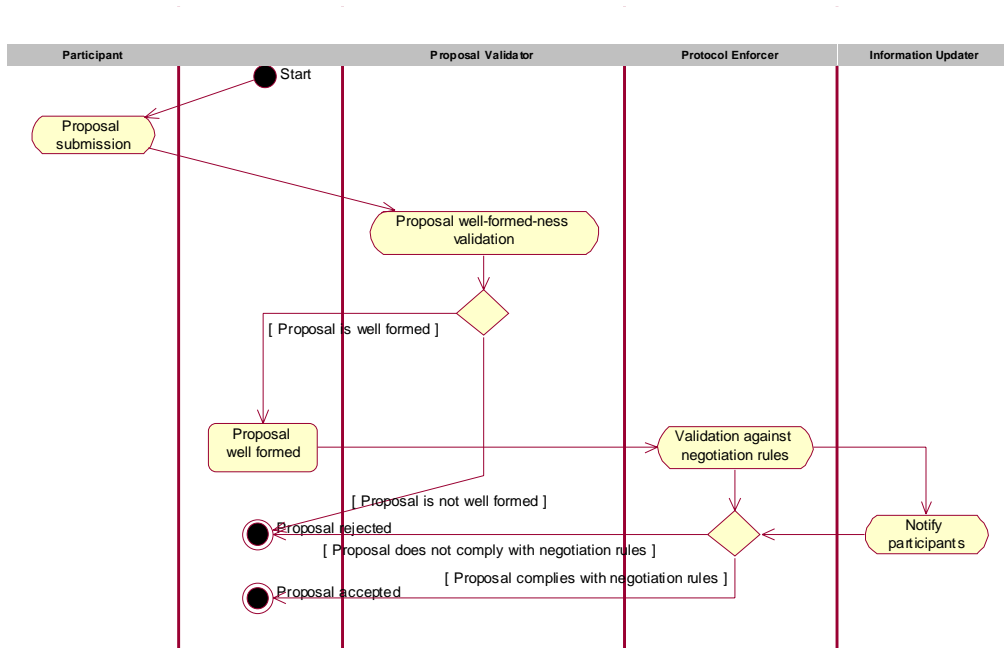 Participant
Proposal Validator
Protocol Enforcer
Information Updater
Start
Proposal
submission
Proposal well-formed-ness
validation
[ Proposal is well formed ]
Proposal
well formed
Validation against
negotiation rules
[ Proposal is not well formed ]
Proposal rejected
Notify
participants
[ Proposal does not comply with negotiation rules ]
[ Proposal complies with negotiation rules ]
Proposal accepted